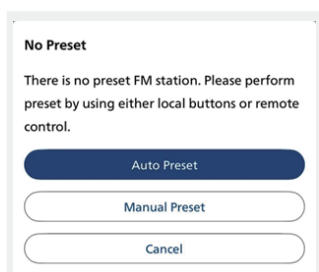 No Preset
There is no preset FM station. Please perform
preset by using either local buttons or remote
control.
Auto Preset
Manual Preset
Cancel